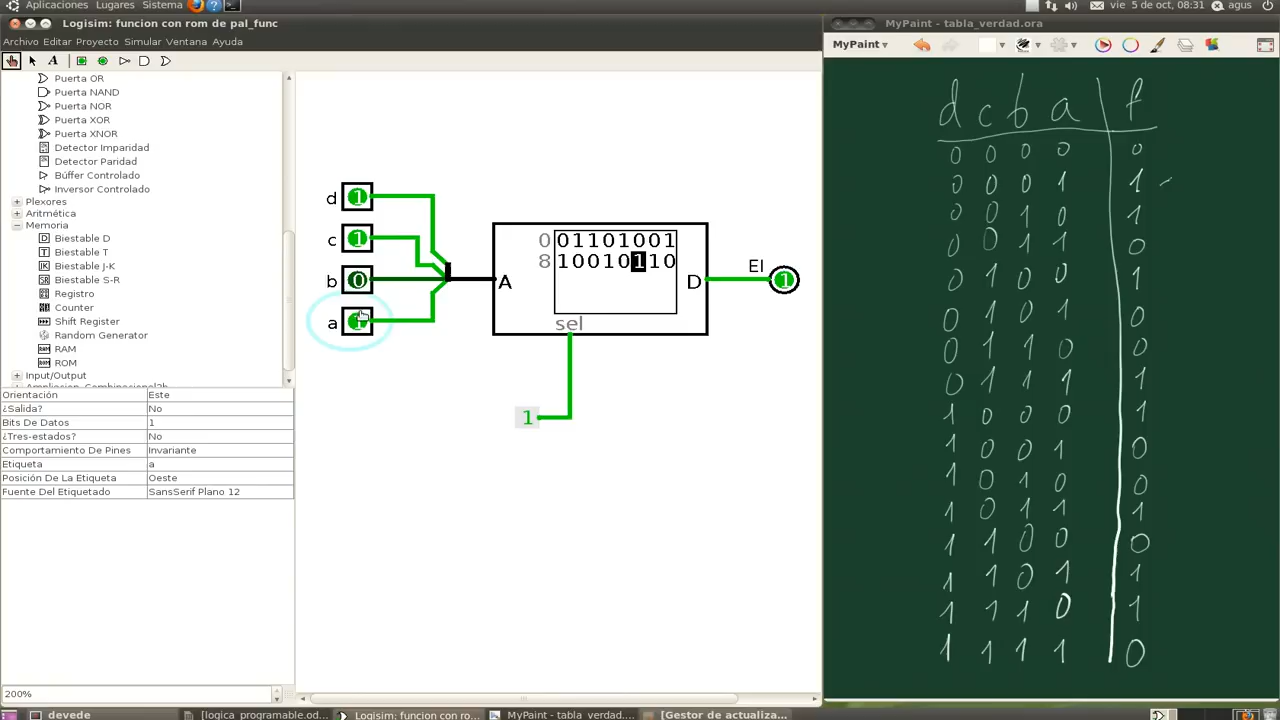 Aplicaciones Lugares Sistema
vie 5 de oct, 08:31 agus
Logisim: funcion con rom de pal_func
Archivo Editar Proyecto Simular Ventana Ayuda
A
Puerta OR
Puerta NAND
Puerta NOR
Puerta XOR
Puerta XNOR
Detector Imparidad
Detector Paridad
Búffer Controlado
Inversor Controlado
Plexores
Aritmética
Memoria
Biestable D
Biestable T
Biestable J-K
Biestable S-R
Registro
Counter
Shift Register
Random Generator
RAM
ROM
Input/Output
Orientación Este
¿Salida? No
Bits De Datos 1
¿Tres-estados? No
Comportamiento De Pines Invariante
Etiqueta a
Posición De La Etiqueta Oeste
Fuente Del Etiquetado SansSerif Plano 12
200%
d 1
c 1
b 0
a 1
A
0 01101001
8 10010110
D
sel
1
El 1
MyPaint - tabla_verdad.ora
MyPaint
d c b a f
0 0 0 0 0
0 0 0 1 1
0 0 1 0 1
0 0 1 1 0
0 1 0 0 1
0 1 0 1 0
0 1 1 0 0
0 1 1 1 1
1 0 0 0 1
1 0 0 1 0
1 0 1 0 0
1 0 1 1 1
1 1 0 0 0
1 1 0 1 1
1 1 1 0 1
1 1 1 1 0
devede [logica_programable.od... Logisim: funcion con ro... MyPaint - tabla_verdad.... [Gestor de actualiza...